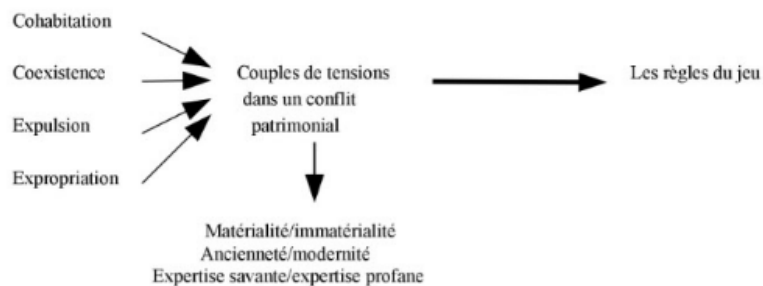 Cohabitation
Coexistence
Expulsion
Expropriation
Couples de tensions
dans un conflit
patrimonial
Les règles du jeu
Matérialité/immatérialité
Ancienneté/modernité
Expertise savante/expertise profane